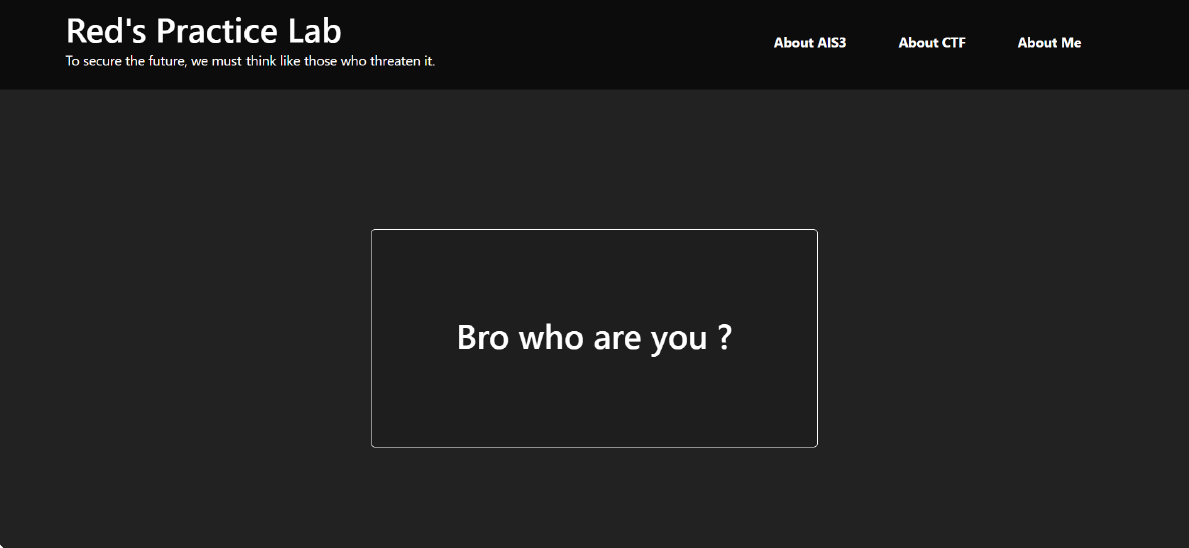 Red's Practice Lab
To secure the future, we must think like those who threaten it.
About AIS3
About CTF
About Me
Bro who are you ?